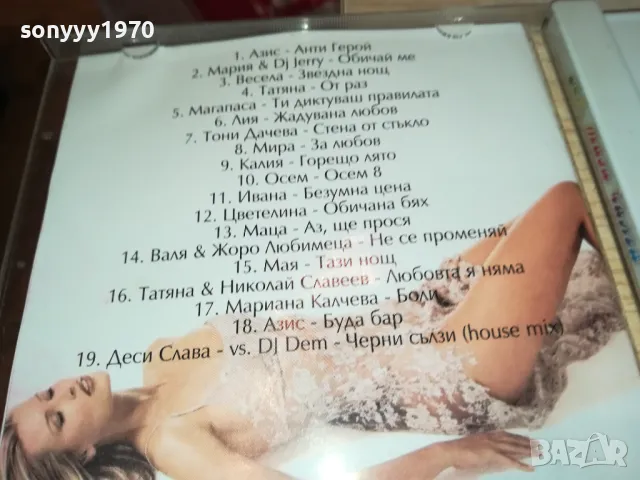 sonyyy1970
1. Азис - Анти Герой
2. Мария & Dj Jerry - Обичай ме
3. Весела - Звездна нощ
4. Татяна - От раз
5. Магапаса - Ти диктуваш правилата
6. Лия - Жадувана любов
7. Тони Дачева - Стена от стъкло
8. Мира - За любов
9. Калия - Горещо лято
10. Осем - Осем 8
11. Ивана - Безумна цена
12. Цветелина - Обичана бях
13. Маца - Аз, ще прося
14. Валя & Жоро Любимеца - Не се променяй
15. Мая - Тази нощ
16. Татяна & Николай Славеев - Любовта я няма
17. Мариана Калчева - Боли
18. Азис - Буда бар
19. Деси Слава - vs. DJ Dem - Черни сълзи (house mix)
BAZAR
bg